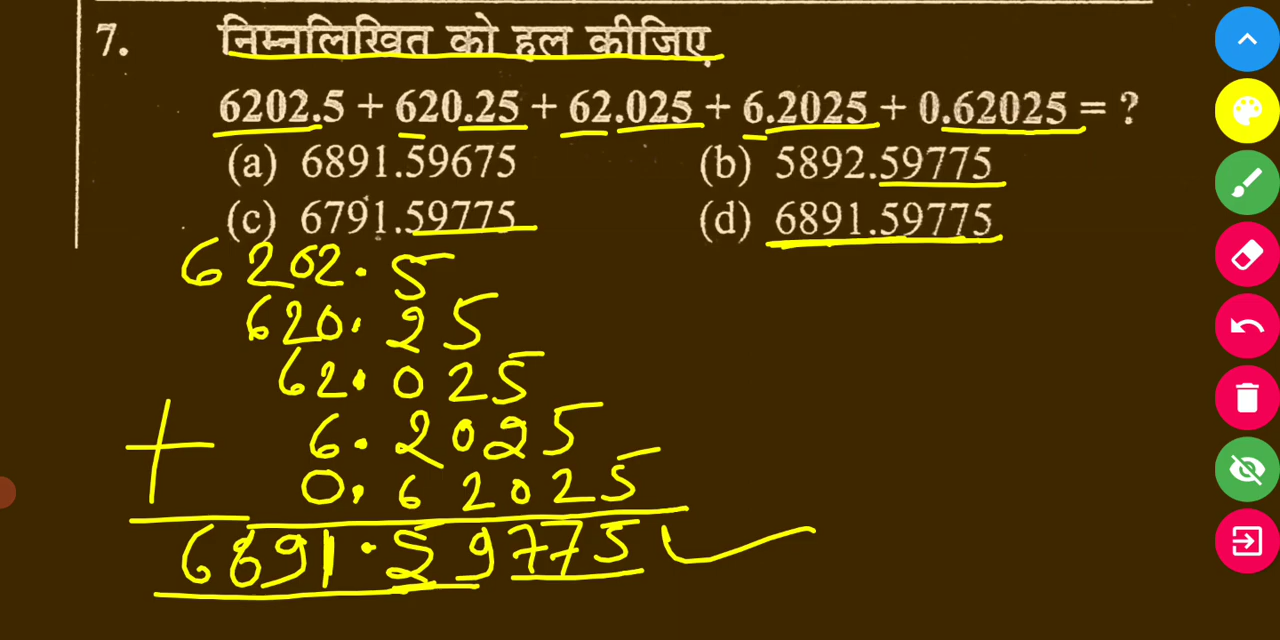 7. निम्नलिखित को हल कीजिए
6202.5 + 620.25 + 62.025 + 6.2025 + 0.62025 = ?
(a) 6891.59675 (b) 5892.59775
(c) 6791.59775 (d) 6891.59775
6202.5
620.25
62.025
+ 6.2025
0.62025
6891.59775